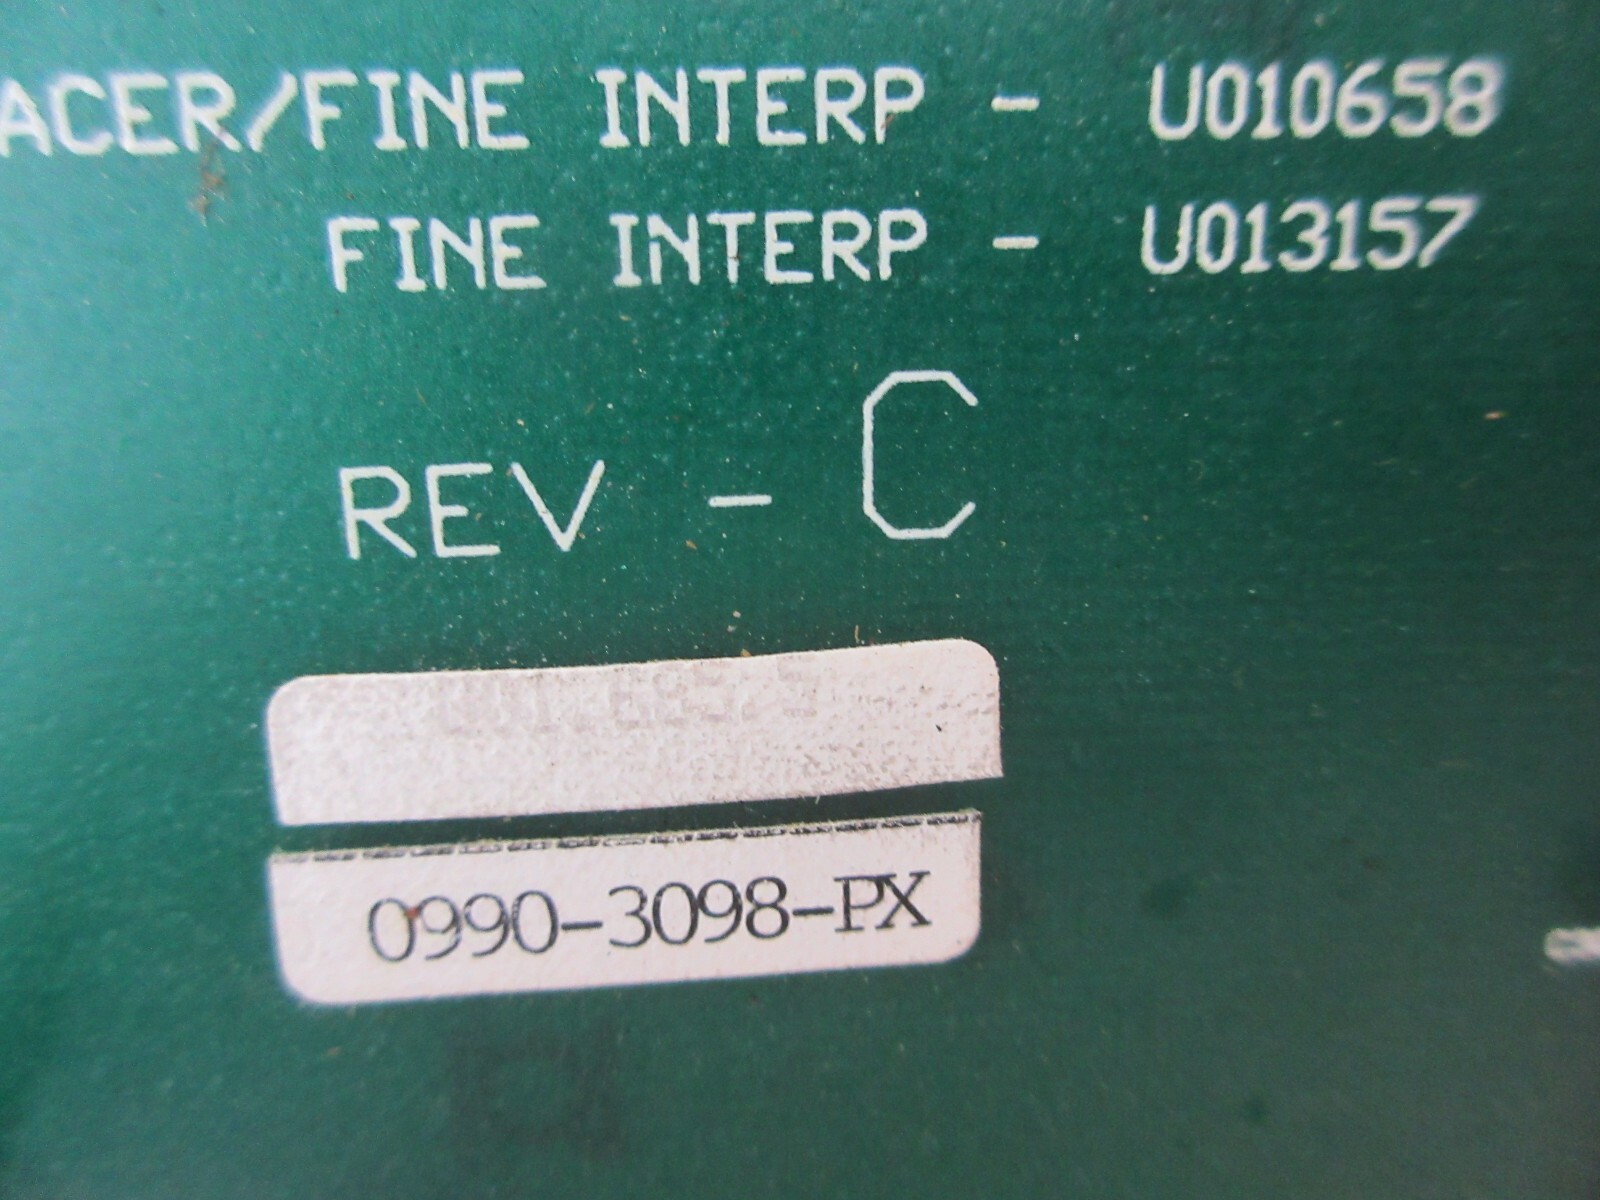 ACER/FINE INTERP - U010658
FINE INTERP - U013157
REV - C
0990-3098-PX